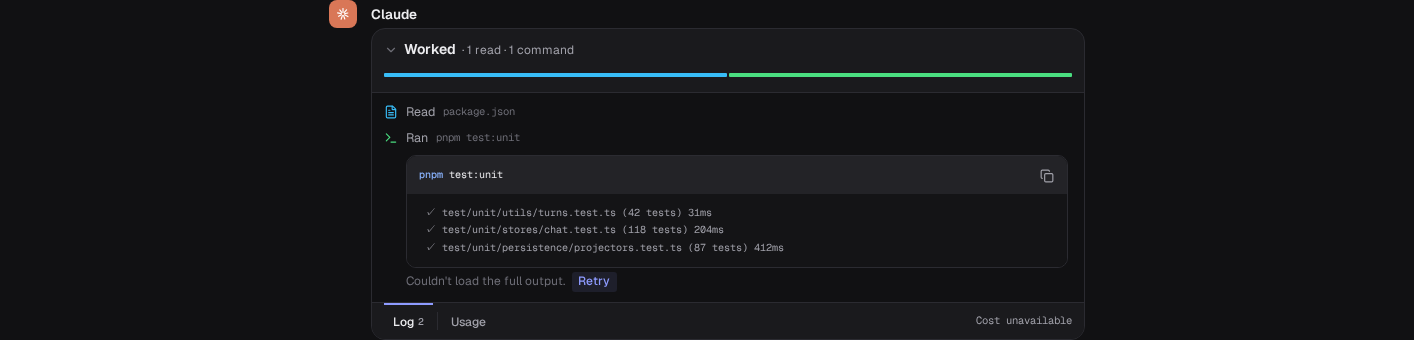 Claude
Worked · 1 read · 1 command
Read package.json
Ran pnpm test:unit
pnpm test:unit
✓ test/unit/utils/turns.test.ts (42 tests) 31ms
✓ test/unit/stores/chat.test.ts (118 tests) 204ms
✓ test/unit/persistence/projectors.test.ts (87 tests) 412ms
Couldn't load the full output. Retry
Log 2 Usage Cost unavailable